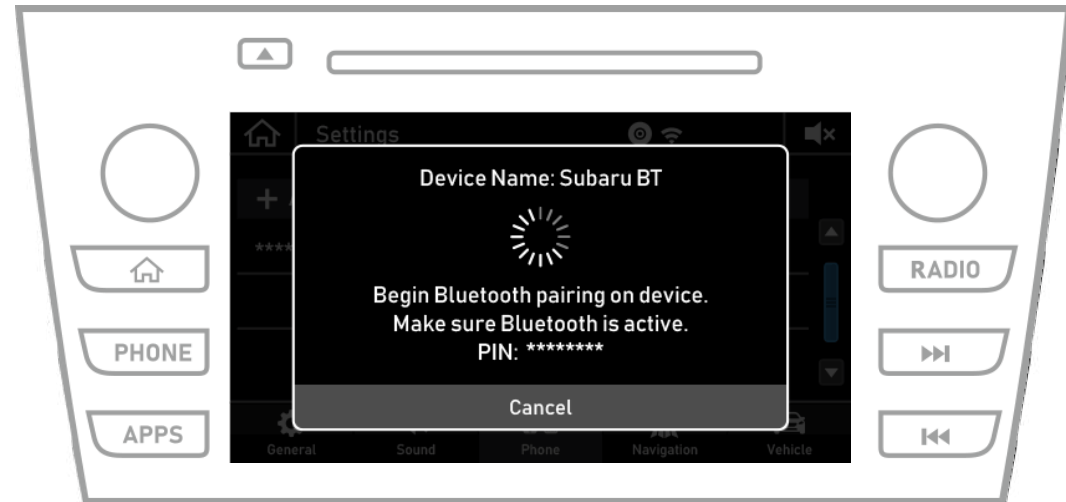 Settings
Device Name: Subaru BT
****
Begin Bluetooth pairing on device.
Make sure Bluetooth is active.
PIN: ********
Cancel
General Sound Phone Navigation Vehicle
PHONE
APPS
RADIO